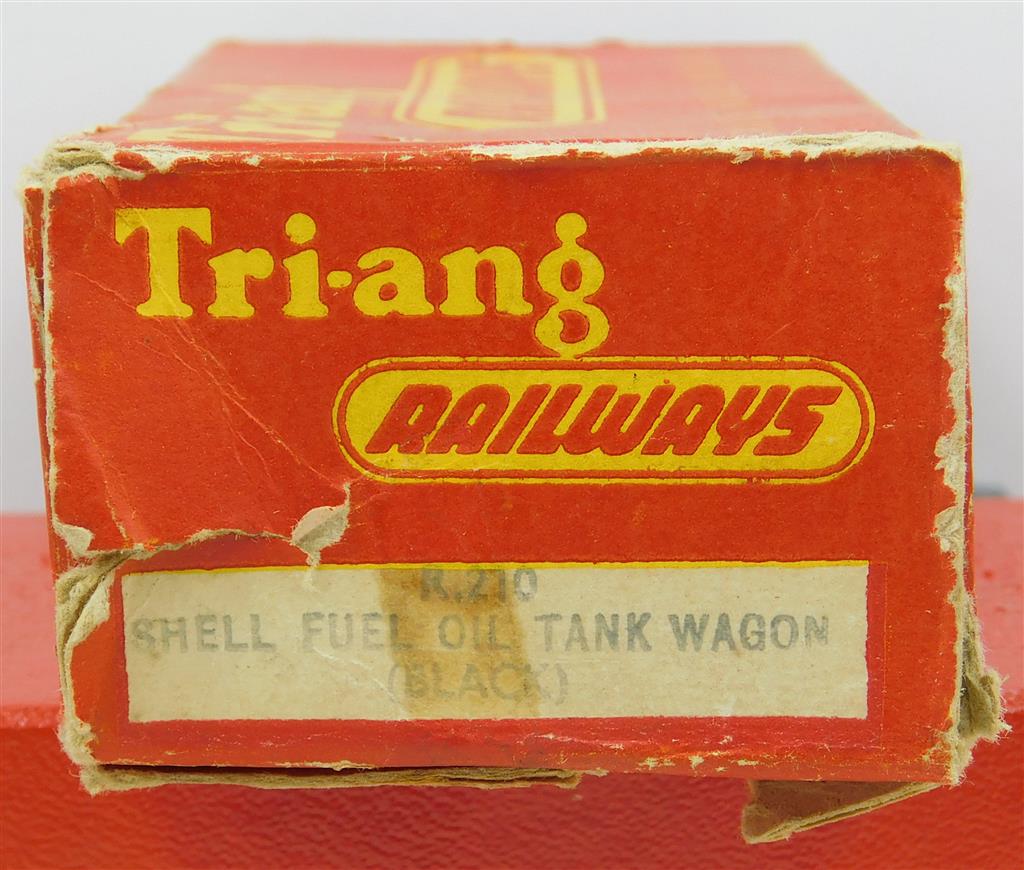 Tri-ang
RAILWAYS
R.210
SHELL FUEL OIL TANK WAGON
(BLACK)